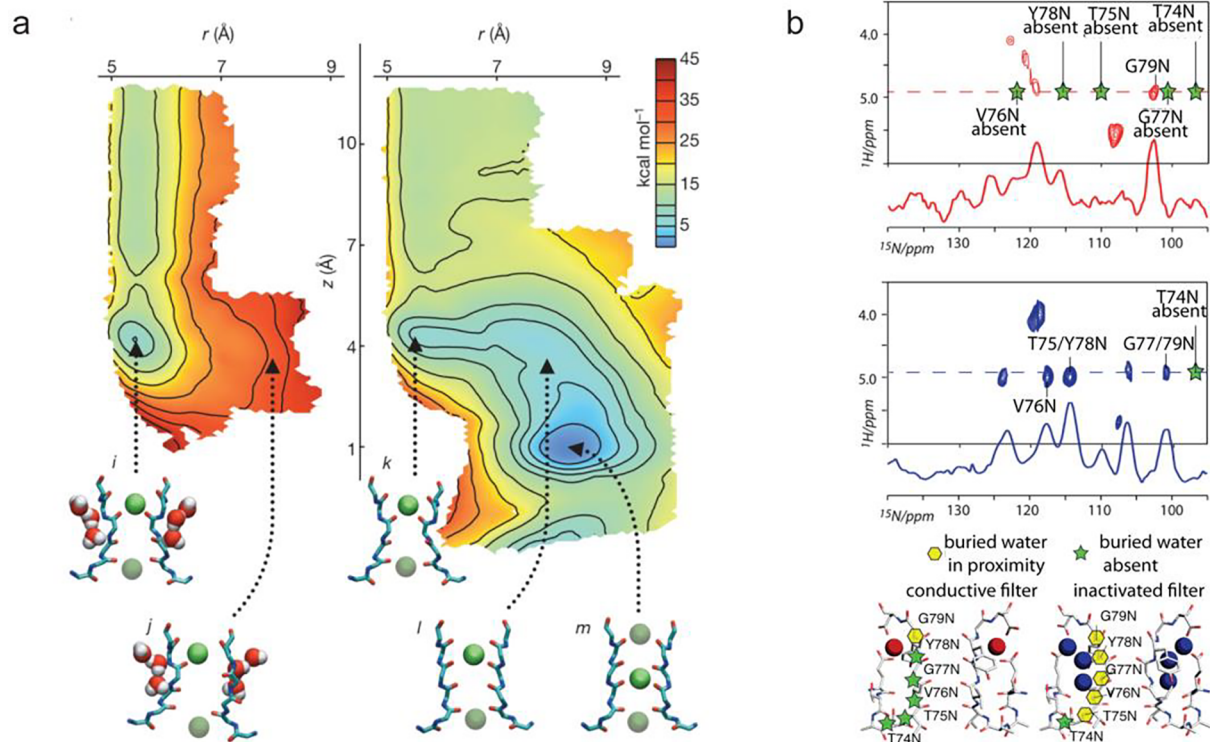 a
r (Å)
r (Å)
5
7
9
5
7
9
10
7
4
1
z (Å)
kcal mol⁻¹
45
35
25
15
5
i
j
k
l
m
b
Y78N
absent
T75N
absent
T74N
absent
G79N
V76N
absent
G77N
absent
4.0
5.0
¹H/ppm
¹⁵N/ppm
130
120
110
100
T74N
absent
T75/Y78N
G77/79N
V76N
4.0
5.0
¹H/ppm
¹⁵N/ppm
130
115
110
100
buried water
in proximity
buried water
absent
conductive filter
inactivated filter
G79N
Y78N
G77N
V76N
T75N
T74N
G79N
Y78N
G77N
V76N
T75N
T74N